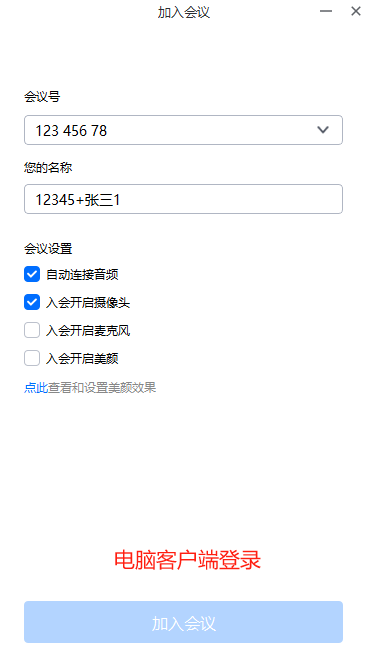 加入会议
会议号
123 456 78
您的名称
12345+张三1
会议设置
自动连接音频
入会开启摄像头
入会开启麦克风
入会开启美颜
点此查看和设置美颜效果
电脑客户端登录
加入会议